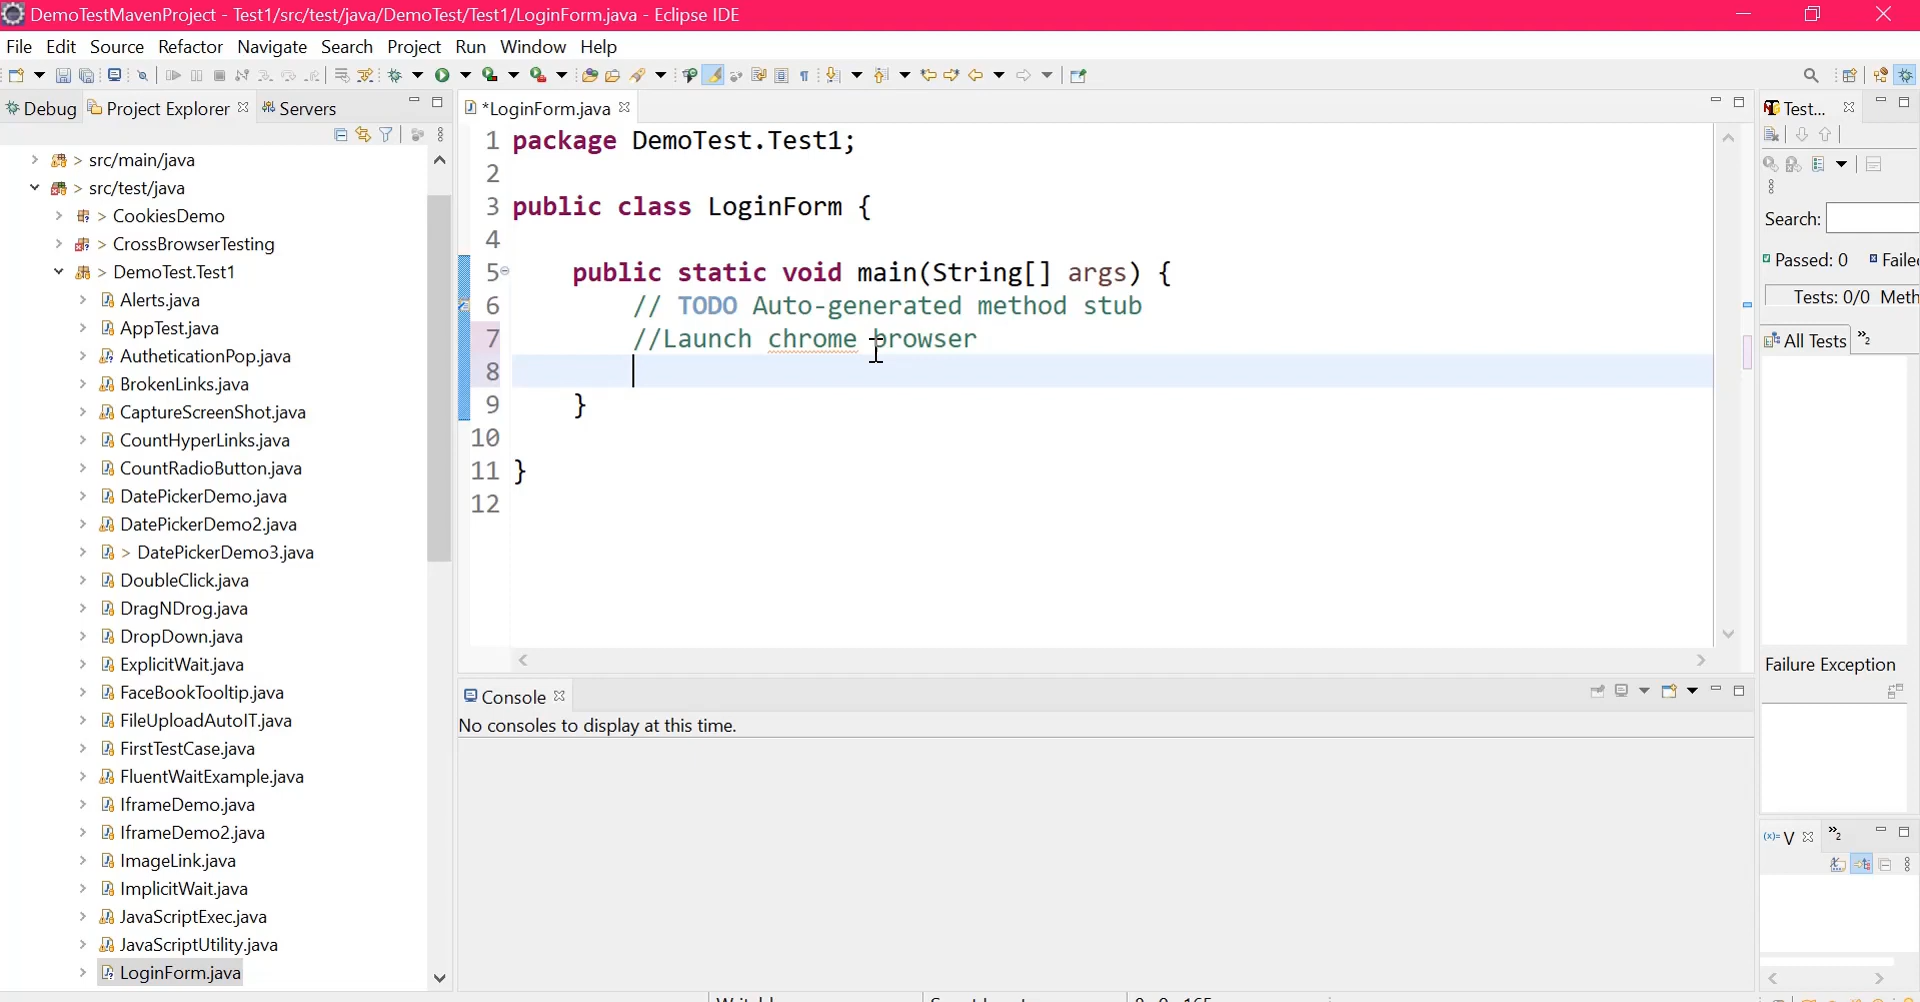 DemoTestMavenProject - Test1/src/test/java/DemoTest/Test1/LoginForm.java - Eclipse IDE
File Edit Source Refactor Navigate Search Project Run Window Help
Debug Project Explorer Servers
> src/main/java
> src/test/java
> CookiesDemo
> CrossBrowserTesting
> DemoTest.Test1
Alerts.java
AppTest.java
AutheticationPop.java
BrokenLinks.java
CaptureScreenShot.java
CountHyperLinks.java
CountRadioButton.java
DatePickerDemo.java
DatePickerDemo2.java
> DatePickerDemo3.java
DoubleClick.java
DragNDrog.java
DropDown.java
ExplicitWait.java
FaceBookTooltip.java
FileUploadAutoIT.java
FirstTestCase.java
FluentWaitExample.java
IframeDemo.java
IframeDemo2.java
ImageLink.java
ImplicitWait.java
JavaScriptExec.java
JavaScriptUtility.java
LoginForm.java
*LoginForm.java
1 package DemoTest.Test1;
2
3 public class LoginForm {
4
5 public static void main(String[] args) {
6 // TODO Auto-generated method stub
7 //Launch chrome browser
8
9 }
10
11 }
12
Console
No consoles to display at this time.
Test...
Search:
Passed: 0 Failed
Tests: 0/0 Meth
All Tests »2
Failure Exception
(x)= V »2